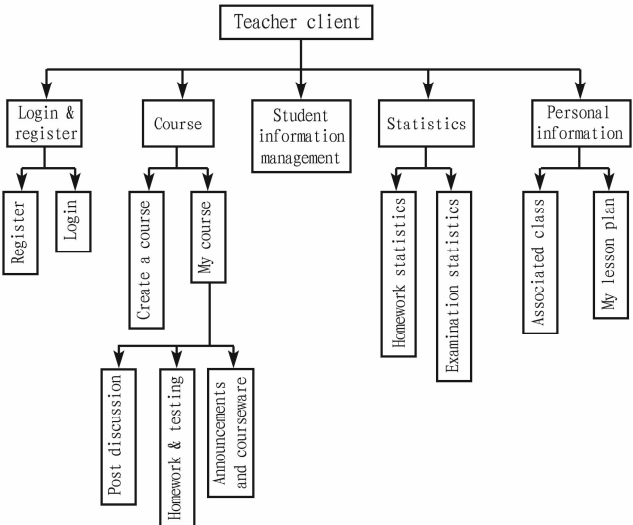 Teacher client
Login &
register
Course
Student
information
management
Statistics
Personal
information
Register
Login
Create a course
My course
Homework statistics
Examination statistics
Associated class
My lesson plan
Post discussion
Homework & testing
Announcements
and courseware